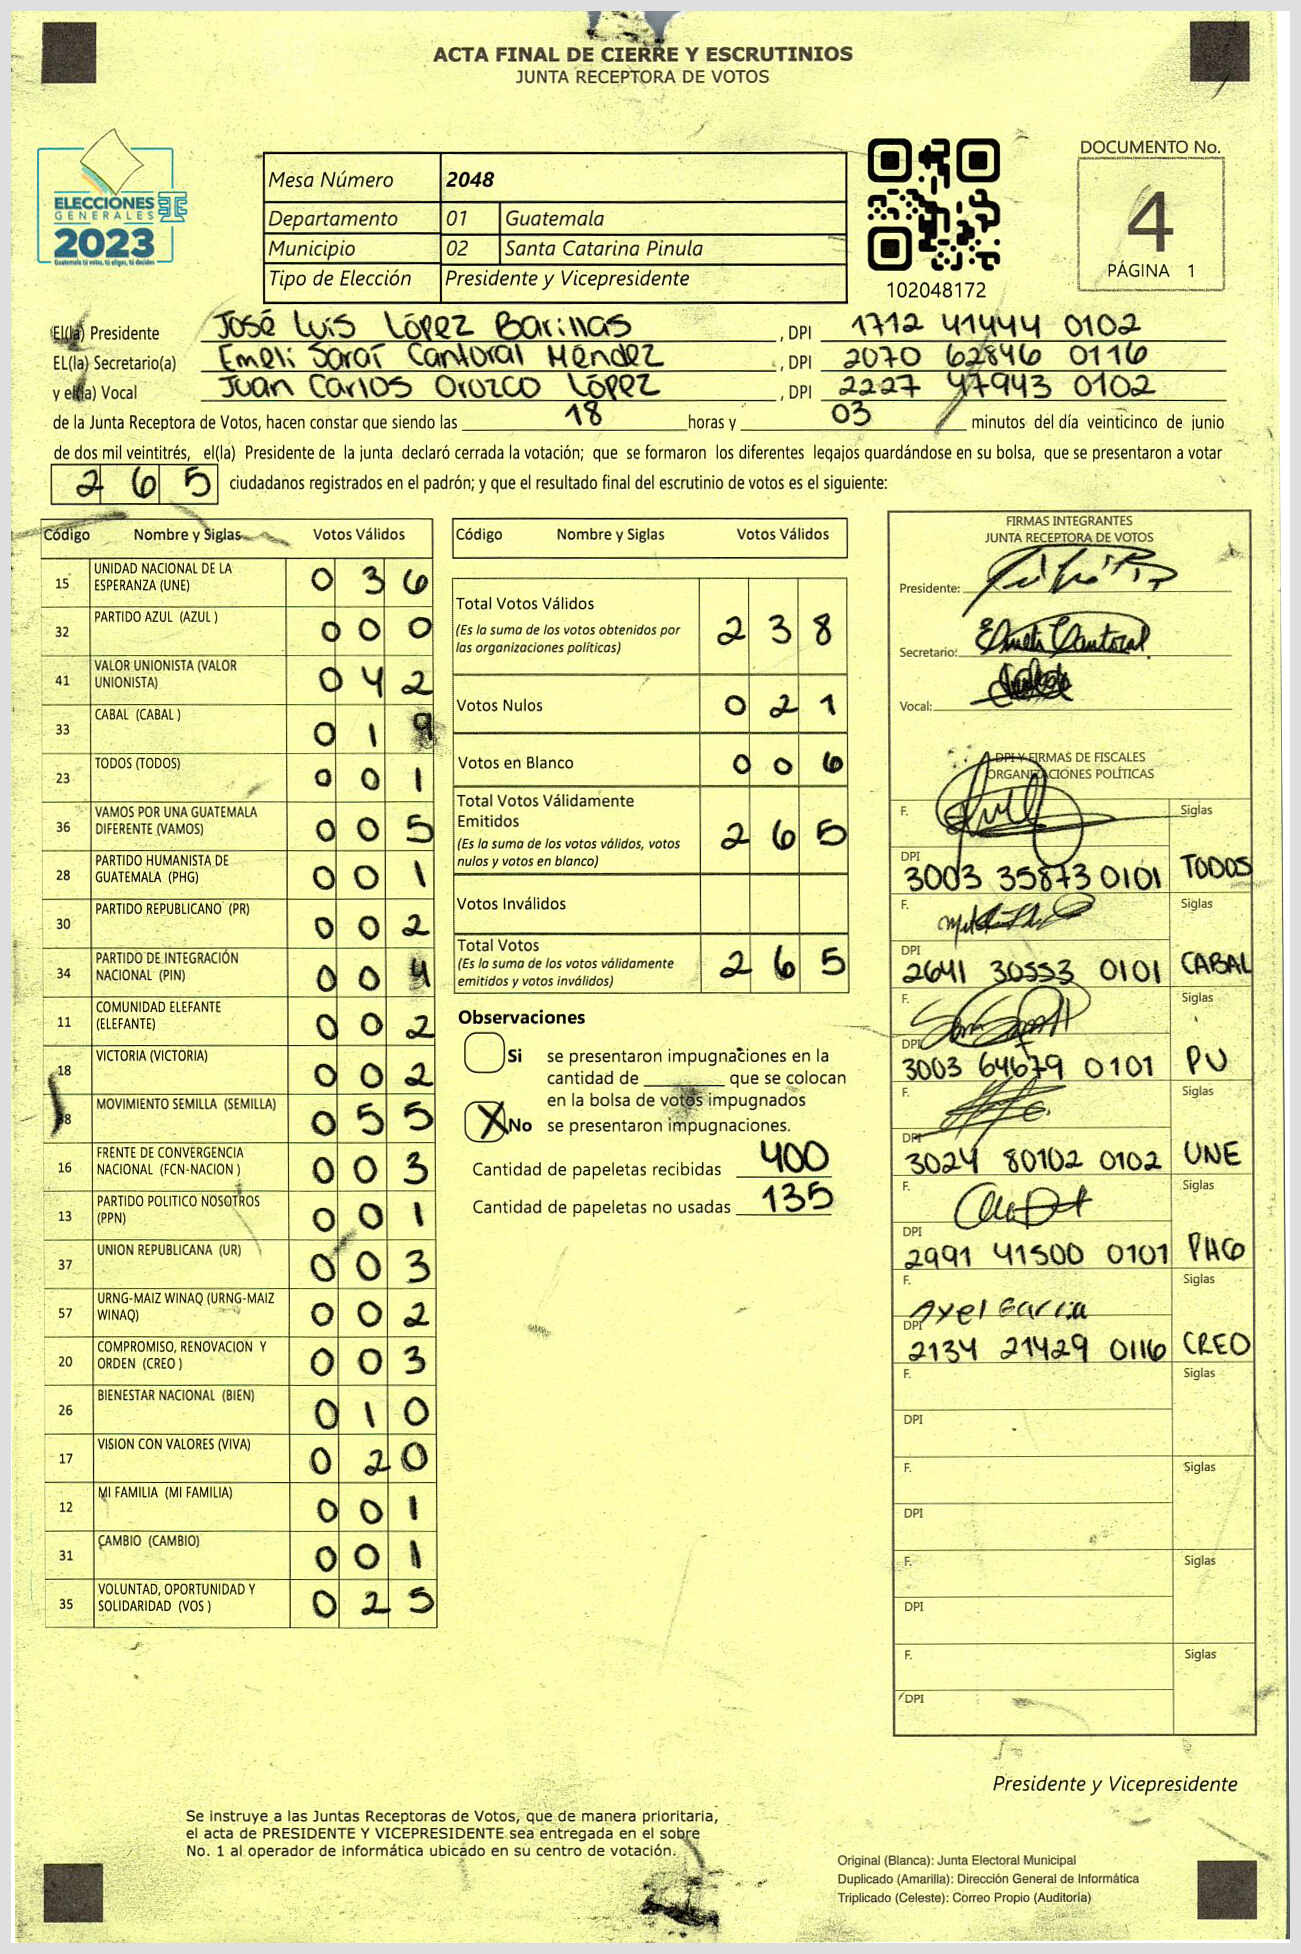 ACTA FINAL DE CIERRE Y ESCRUTINIOS
JUNTA RECEPTORA DE VOTOS
ELECCIONES
GENERALES
2023
Guatemala tú votas, tú eliges, tú decides
Mesa Número 2048
Departamento 01 Guatemala
Municipio 02 Santa Catarina Pinula
Tipo de Elección Presidente y Vicepresidente
102048172
DOCUMENTO No.
4
PÁGINA 1
El(la) Presidente José Luis López Barillas , DPI 1712 41444 0102
EL(la) Secretario(a) Emeli Saraí Cantoral Méndez , DPI 2070 62846 0116
y el(la) Vocal Juan Carlos Orozco López , DPI 2227 47943 0102
de la Junta Receptora de Votos, hacen constar que siendo las 18 horas y 03 minutos del día veinticinco de junio
de dos mil veintitrés, el(la) Presidente de la junta declaró cerrada la votación; que se formaron los diferentes legajos guardándose en su bolsa, que se presentaron a votar
265 ciudadanos registrados en el padrón; y que el resultado final del escrutinio de votos es el siguiente:
Código Nombre y Siglas Votos Válidos
15 UNIDAD NACIONAL DE LA ESPERANZA (UNE) 0 3 6
32 PARTIDO AZUL (AZUL ) 0 0 0
41 VALOR UNIONISTA (VALOR UNIONISTA) 0 4 2
33 CABAL (CABAL ) 0 1 9
23 TODOS (TODOS) 0 0 1
36 VAMOS POR UNA GUATEMALA DIFERENTE (VAMOS) 0 0 5
28 PARTIDO HUMANISTA DE GUATEMALA (PHG) 0 0 1
30 PARTIDO REPUBLICANO (PR) 0 0 2
34 PARTIDO DE INTEGRACIÓN NACIONAL (PIN) 0 0 4
11 COMUNIDAD ELEFANTE (ELEFANTE) 0 0 2
18 VICTORIA (VICTORIA) 0 0 2
38 MOVIMIENTO SEMILLA (SEMILLA) 0 5 5
16 FRENTE DE CONVERGENCIA NACIONAL (FCN-NACION ) 0 0 3
13 PARTIDO POLITICO NOSOTROS (PPN) 0 0 1
37 UNION REPUBLICANA (UR) 0 0 3
57 URNG-MAIZ WINAQ (URNG-MAIZ WINAQ) 0 0 2
20 COMPROMISO, RENOVACION Y ORDEN (CREO ) 0 0 3
26 BIENESTAR NACIONAL (BIEN) 0 1 0
17 VISION CON VALORES (VIVA) 0 2 0
12 MI FAMILIA (MI FAMILIA) 0 0 1
31 CAMBIO (CAMBIO) 0 0 1
35 VOLUNTAD, OPORTUNIDAD Y SOLIDARIDAD (VOS ) 0 2 5
Código Nombre y Siglas Votos Válidos
Total Votos Válidos 2 3 8
(Es la suma de los votos obtenidos por
las organizaciones políticas)
Votos Nulos 0 2 1
Votos en Blanco 0 0 6
Total Votos Válidamente
Emitidos 2 6 5
(Es la suma de los votos válidos, votos
nulos y votos en blanco)
Votos Inválidos
Total Votos 2 6 5
(Es la suma de los votos válidamente
emitidos y votos inválidos)
Observaciones
Si se presentaron impugnaciones en la
cantidad de ________ que se colocan
en la bolsa de votos impugnados
X No se presentaron impugnaciones.
Cantidad de papeletas recibidas 400
Cantidad de papeletas no usadas 135
FIRMAS INTEGRANTES
JUNTA RECEPTORA DE VOTOS
Presidente:
Secretario: Cantoral
Vocal:
DPI Y FIRMAS DE FISCALES
ORGANIZACIONES POLÍTICAS
F. Siglas
DPI 3003 35873 0101 TODOS
F. Siglas
DPI 2641 30553 0101 CABAL
F. Siglas
DPI 3003 64679 0101 PU
F. Siglas
DPI 3024 80102 0102 UNE
F. Siglas
DPI 2991 41500 0101 PHG
F. Axel Garcia Siglas
DPI 2134 21429 0116 CREO
F. Siglas
DPI
F. Siglas
DPI
F. Siglas
DPI
F. Siglas
DPI
Presidente y Vicepresidente
Se instruye a las Juntas Receptoras de Votos, que de manera prioritaria,
el acta de PRESIDENTE Y VICEPRESIDENTE sea entregada en el sobre
No. 1 al operador de informática ubicado en su centro de votación.
Original (Blanca): Junta Electoral Municipal
Duplicado (Amarilla): Dirección General de Informática
Triplicado (Celeste): Correo Propio (Auditoria)